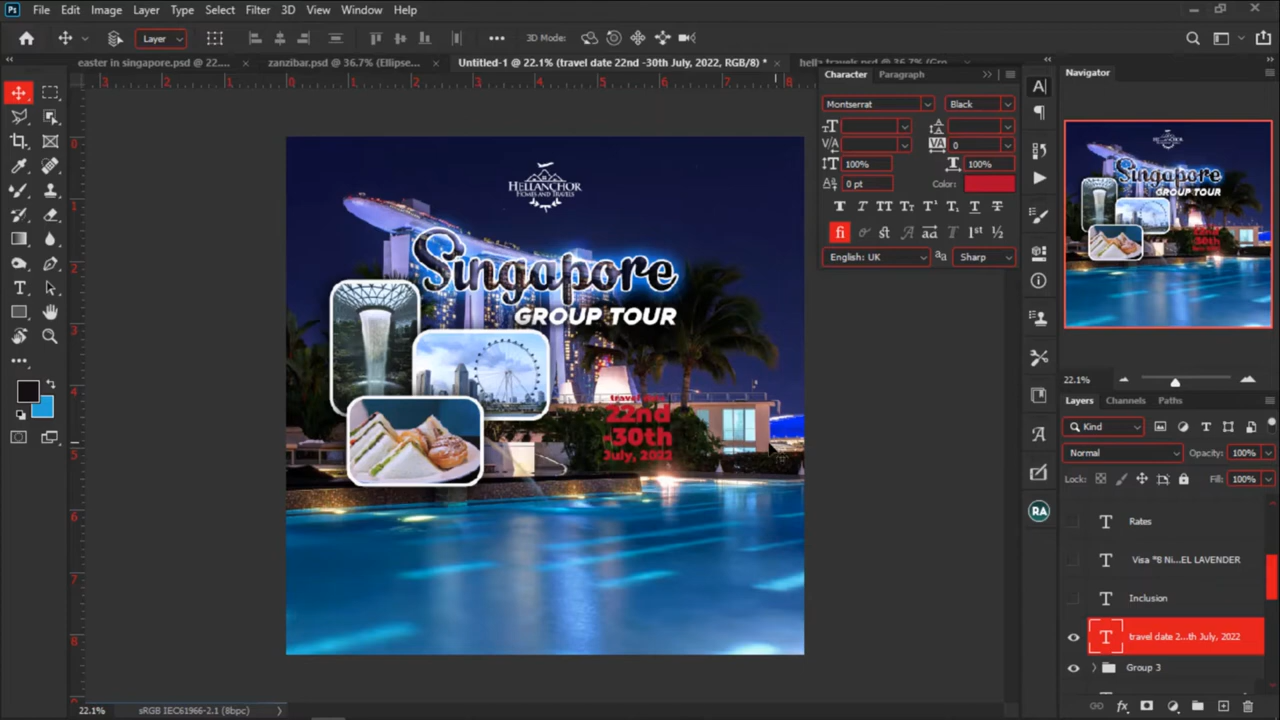 Ps File Edit Image Layer Type Select Filter 3D View Window Help
Layer 3D Mode:
easter in singapore.psd @ 22.... × zanzibar.psd @ 36.7% (Ellipse... × Untitled-1 @ 22.1% (travel date 22nd -30th July, 2022, RGB/8) * ×
Character Paragraph
Navigator
Montserrat Black
0
100% 100%
0 pt Color:
English: UK Sharp
HELLANCHOR
HOMES AND TRAVELS
Singapore
GROUP TOUR
travel date
22nd
-30th
July, 2022
22.1%
Layers Channels Paths
Kind
Normal Opacity: 100%
Lock: Fill: 100%
Rates
Visa *8 Ni...EL LAVENDER
Inclusion
travel date 2...th July, 2022
Group 3
22.1% sRGB IEC61966-2.1 (8bpc)